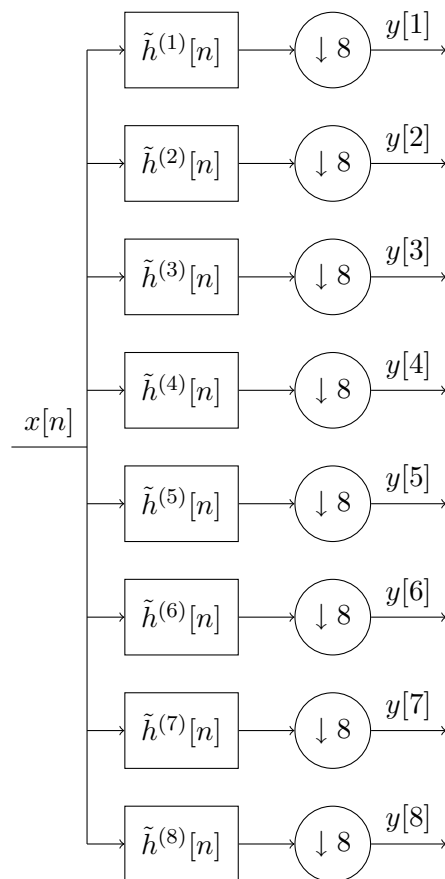 h̃⁽¹⁾[n] ↓ 8 y[1]
h̃⁽²⁾[n] ↓ 8 y[2]
h̃⁽³⁾[n] ↓ 8 y[3]
h̃⁽⁴⁾[n] ↓ 8 y[4]
x[n]
h̃⁽⁵⁾[n] ↓ 8 y[5]
h̃⁽⁶⁾[n] ↓ 8 y[6]
h̃⁽⁷⁾[n] ↓ 8 y[7]
h̃⁽⁸⁾[n] ↓ 8 y[8]